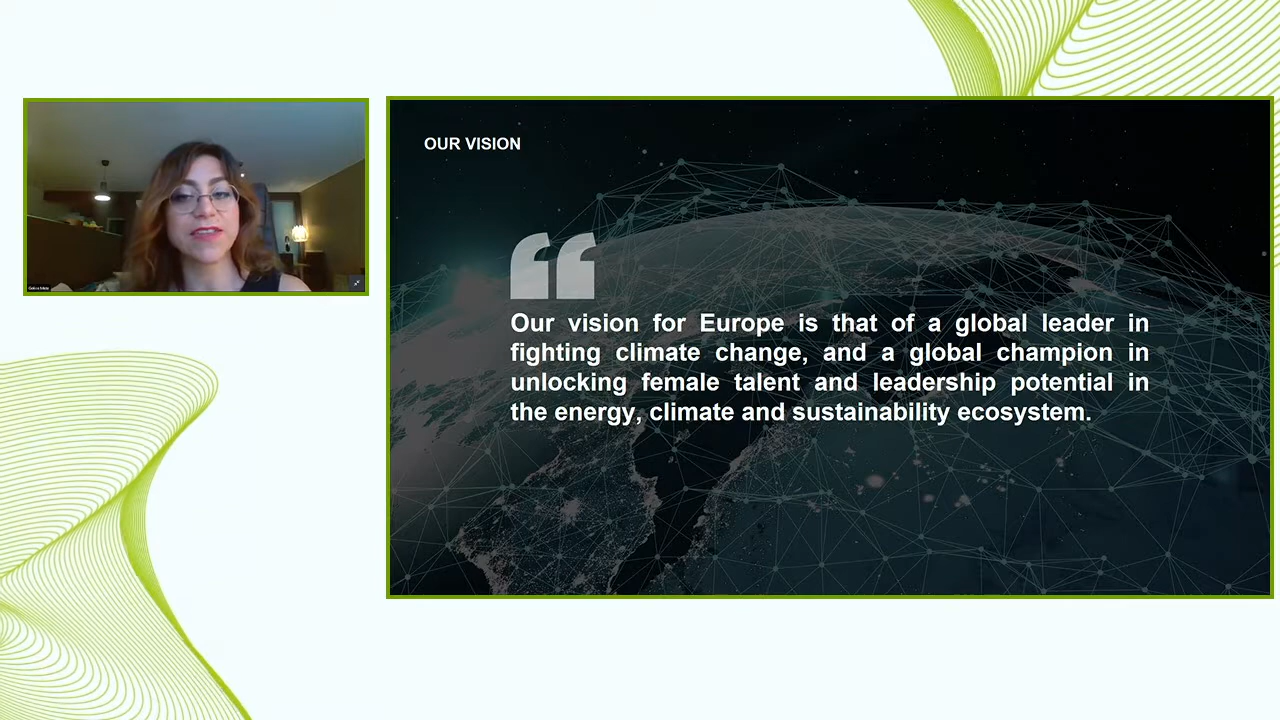 OUR VISION
Our vision for Europe is that of a global leader in
fighting climate change, and a global champion in
unlocking female talent and leadership potential in
the energy, climate and sustainability ecosystem.